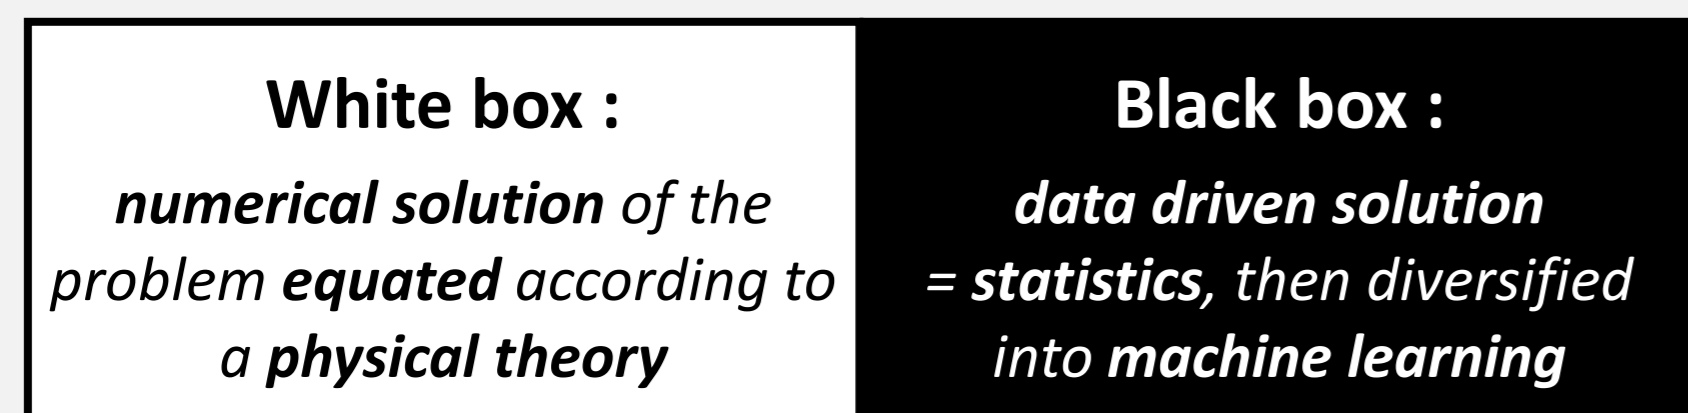 White box :
numerical solution of the
problem equated according to
a physical theory
Black box :
data driven solution
= statistics, then diversified
into machine learning